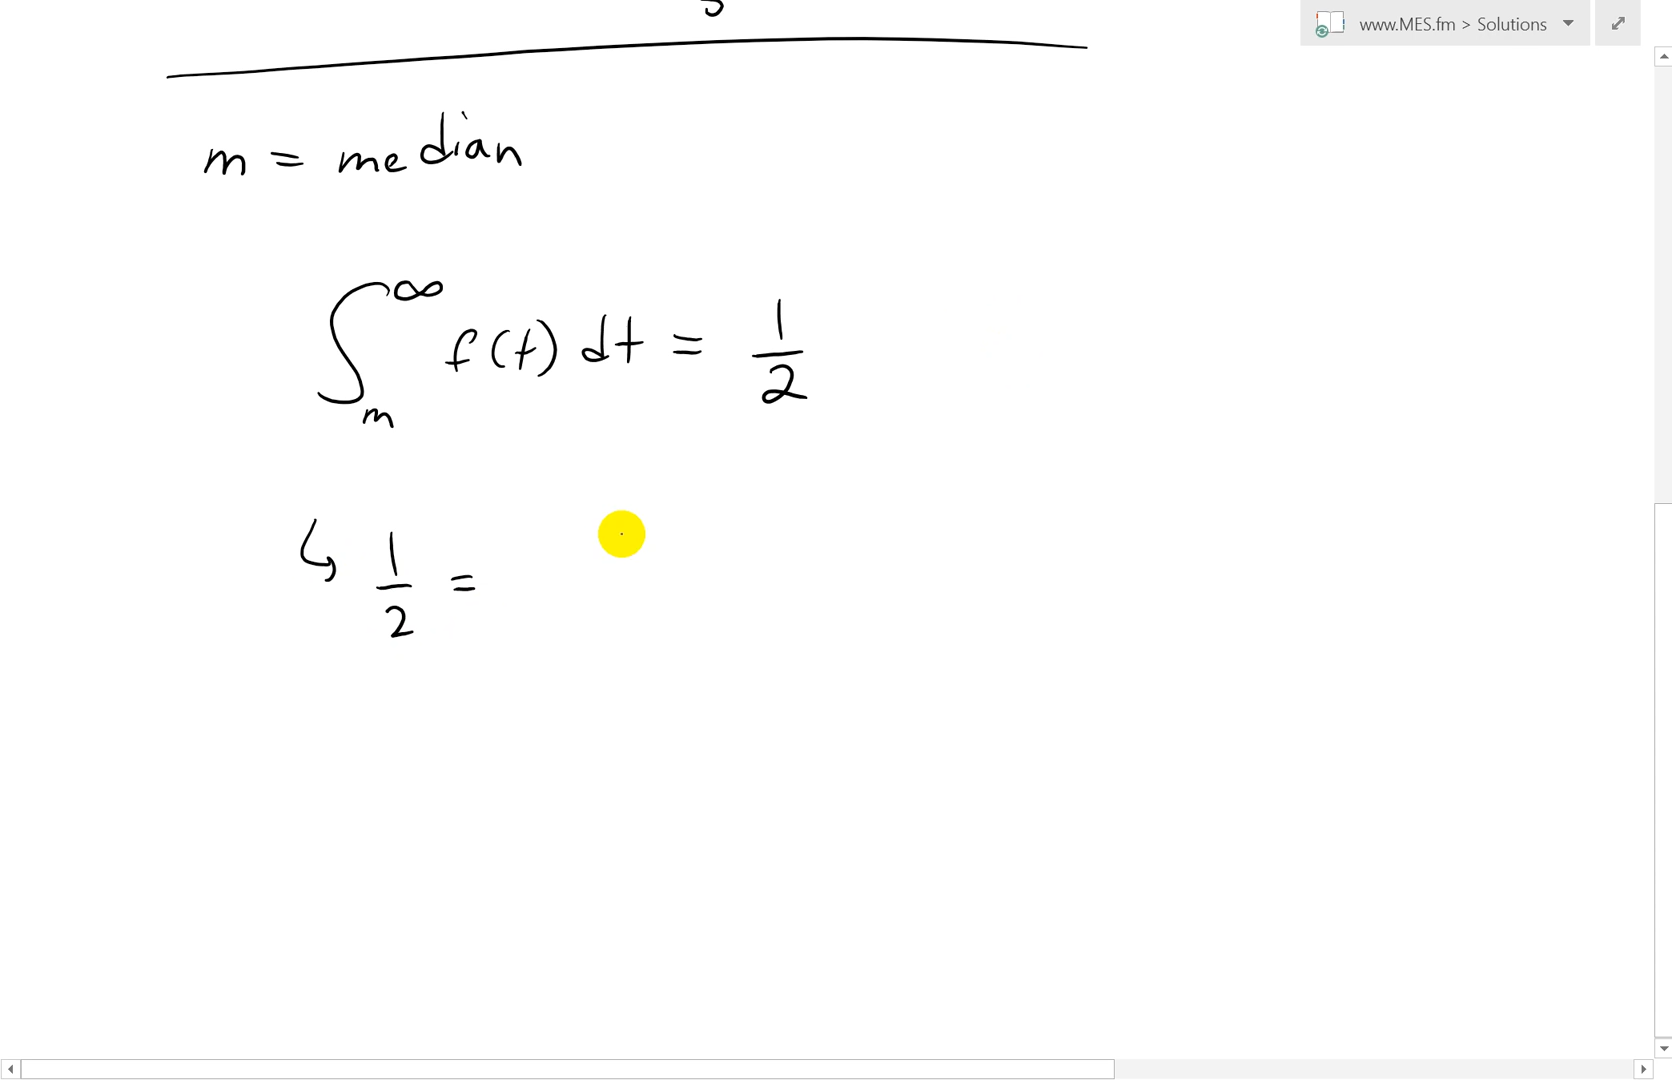 www.MES.fm > Solutions
m = median
∫_m^∞ f(t) dt = 1/2
↳ 1/2 =